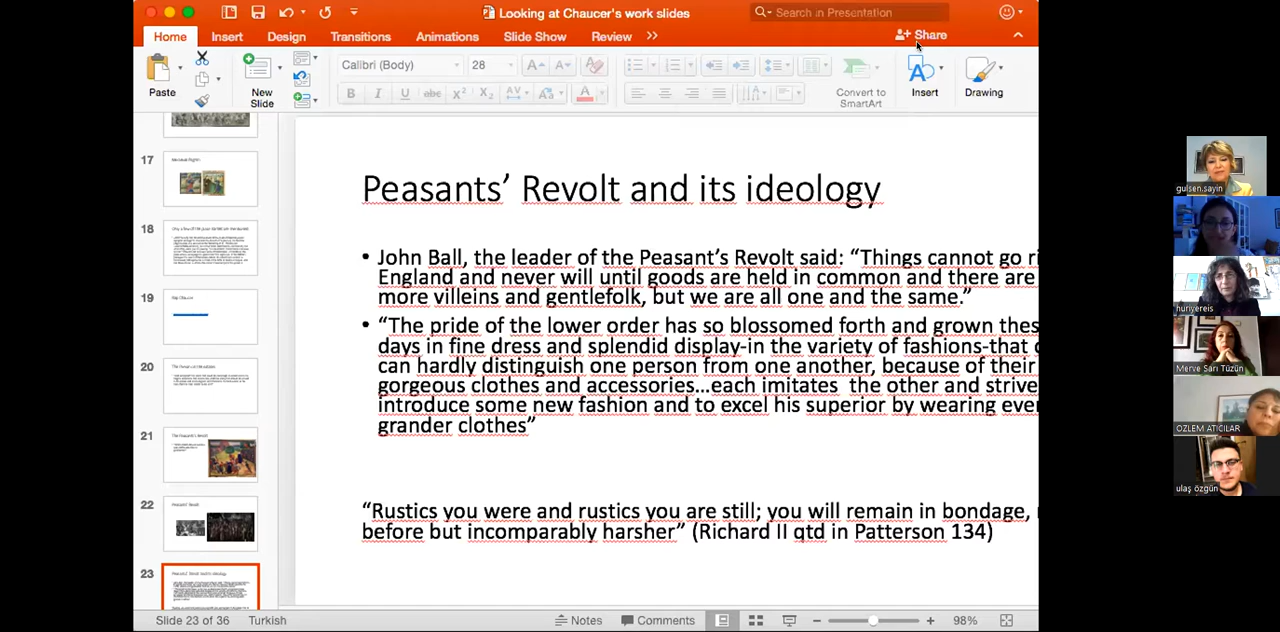 Looking at Chaucer's work slides
Search in Presentation
Home Insert Design Transitions Animations Slide Show Review
Share
Calibri (Body) 28
Paste
New
Slide
Convert to
SmartArt
Insert
Drawing
17
18
19
20
21
22
23
Peasants' Revolt and its ideology
• John Ball, the leader of the Peasant's Revolt said: “Things cannot go ri
England and never will until goods are held in common and there are
more villeins and gentlefolk, but we are all one and the same.”
• “The pride of the lower order has so blossomed forth and grown thes
days in fine dress and splendid display-in the variety of fashions-that
can hardly distinguish one person from one another, because of their
gorgeous clothes and accessories...each imitates the other and strive
introduce some new fashion and to excel his superior by wearing eve
grander clothes”
“Rustics you were and rustics you are still; you will remain in bondage,
before but incomparably harsher” (Richard II qtd in Patterson 134)
Slide 23 of 36 Turkish
Notes Comments
98%
gulsen.sayin
huriyereis
Merve Sarı Tüzün
OZLEM ATICILAR
ulaş özgün